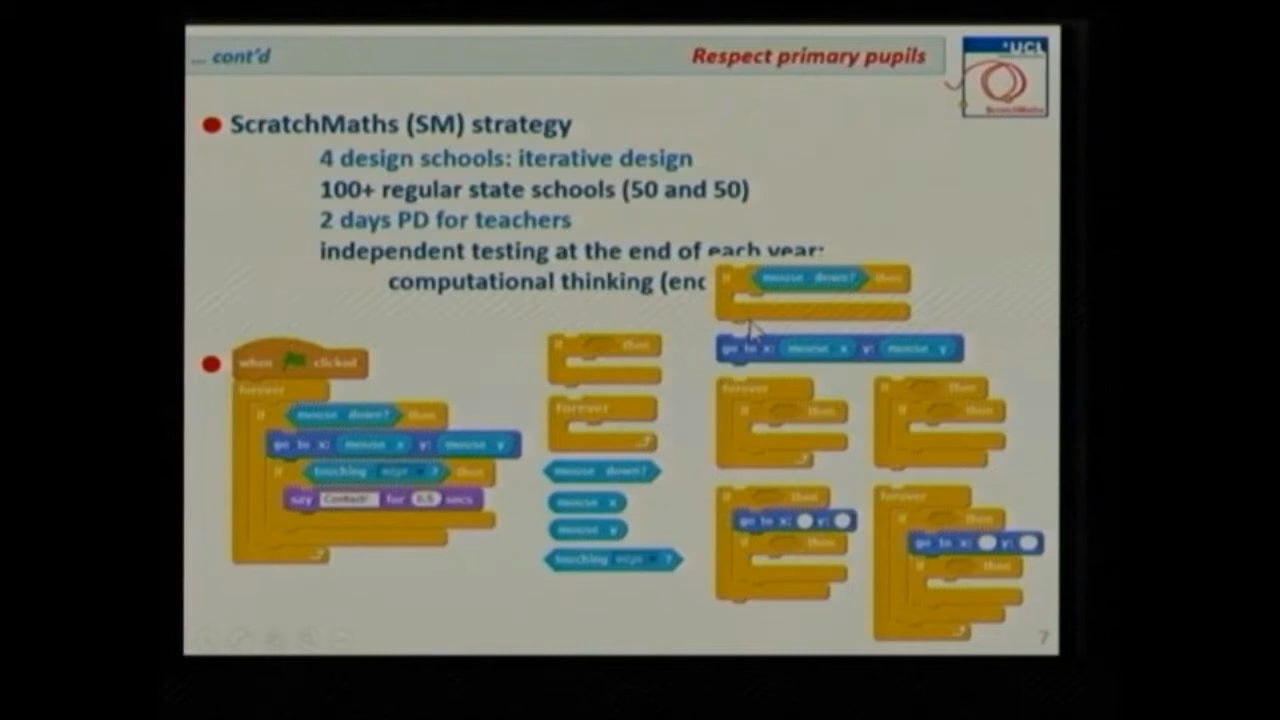 ... cont'd
Respect primary pupils
UCL
ScratchMaths
ScratchMaths (SM) strategy
4 design schools: iterative design
100+ regular state schools (50 and 50)
2 days PD for teachers
independent testing at the end of each year:
computational thinking (end
if mouse down? then
go to x: mouse x y: mouse y
when clicked
forever
if mouse down? then
go to x: mouse x y: mouse y
if touching edge ? then
say for 0.5 secs
if then
forever
mouse down?
mouse x
mouse y
touching edge ?
forever
if then
if then
if then
if then
go to x: y:
if then
forever
if then
go to x: y:
if then
7